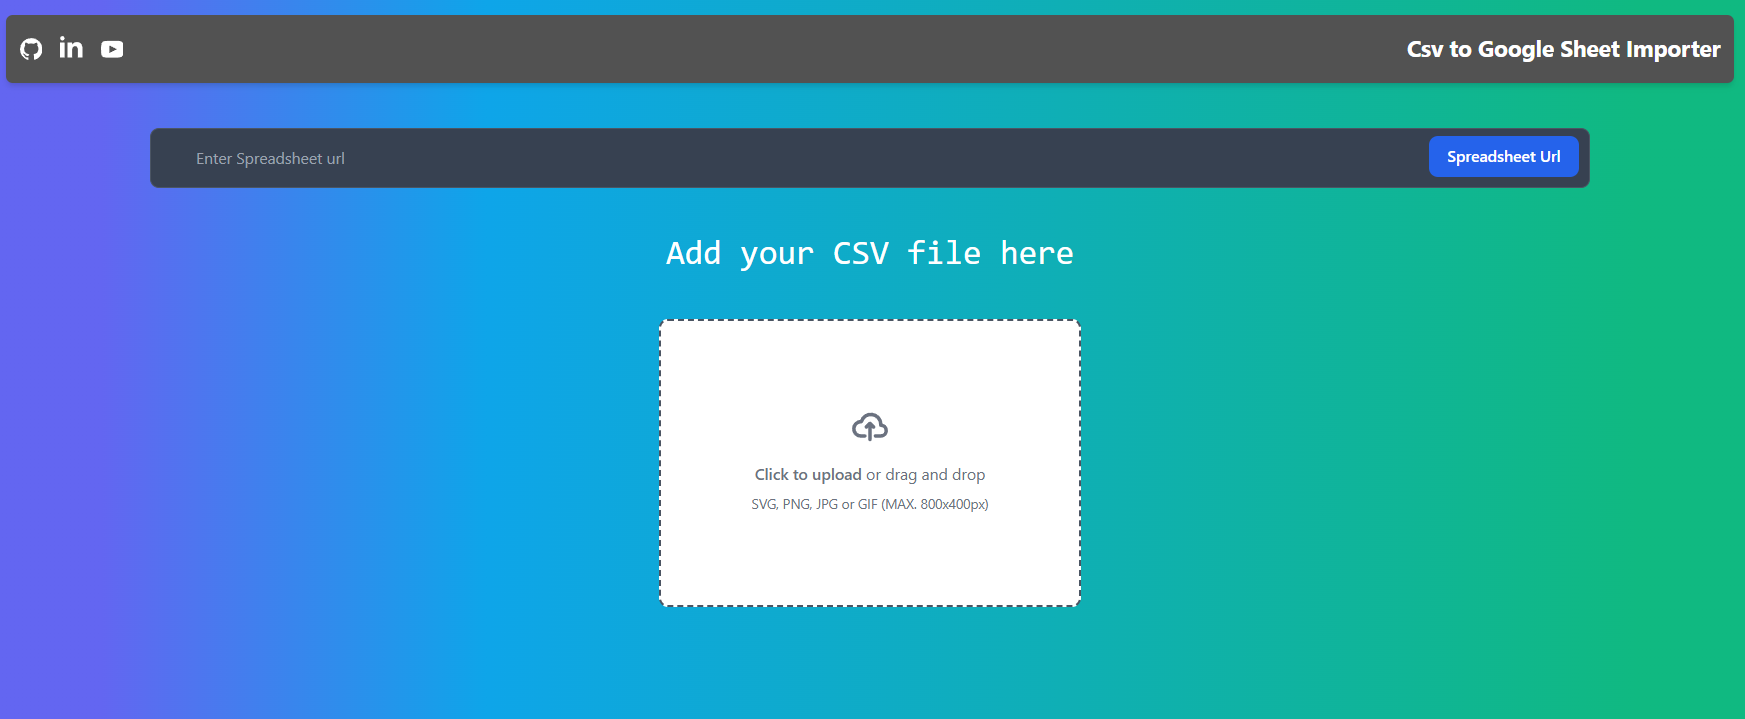 Csv to Google Sheet Importer
Enter Spreadsheet url
Spreadsheet Url
Add your CSV file here
Click to upload or drag and drop
SVG, PNG, JPG or GIF (MAX. 800x400px)